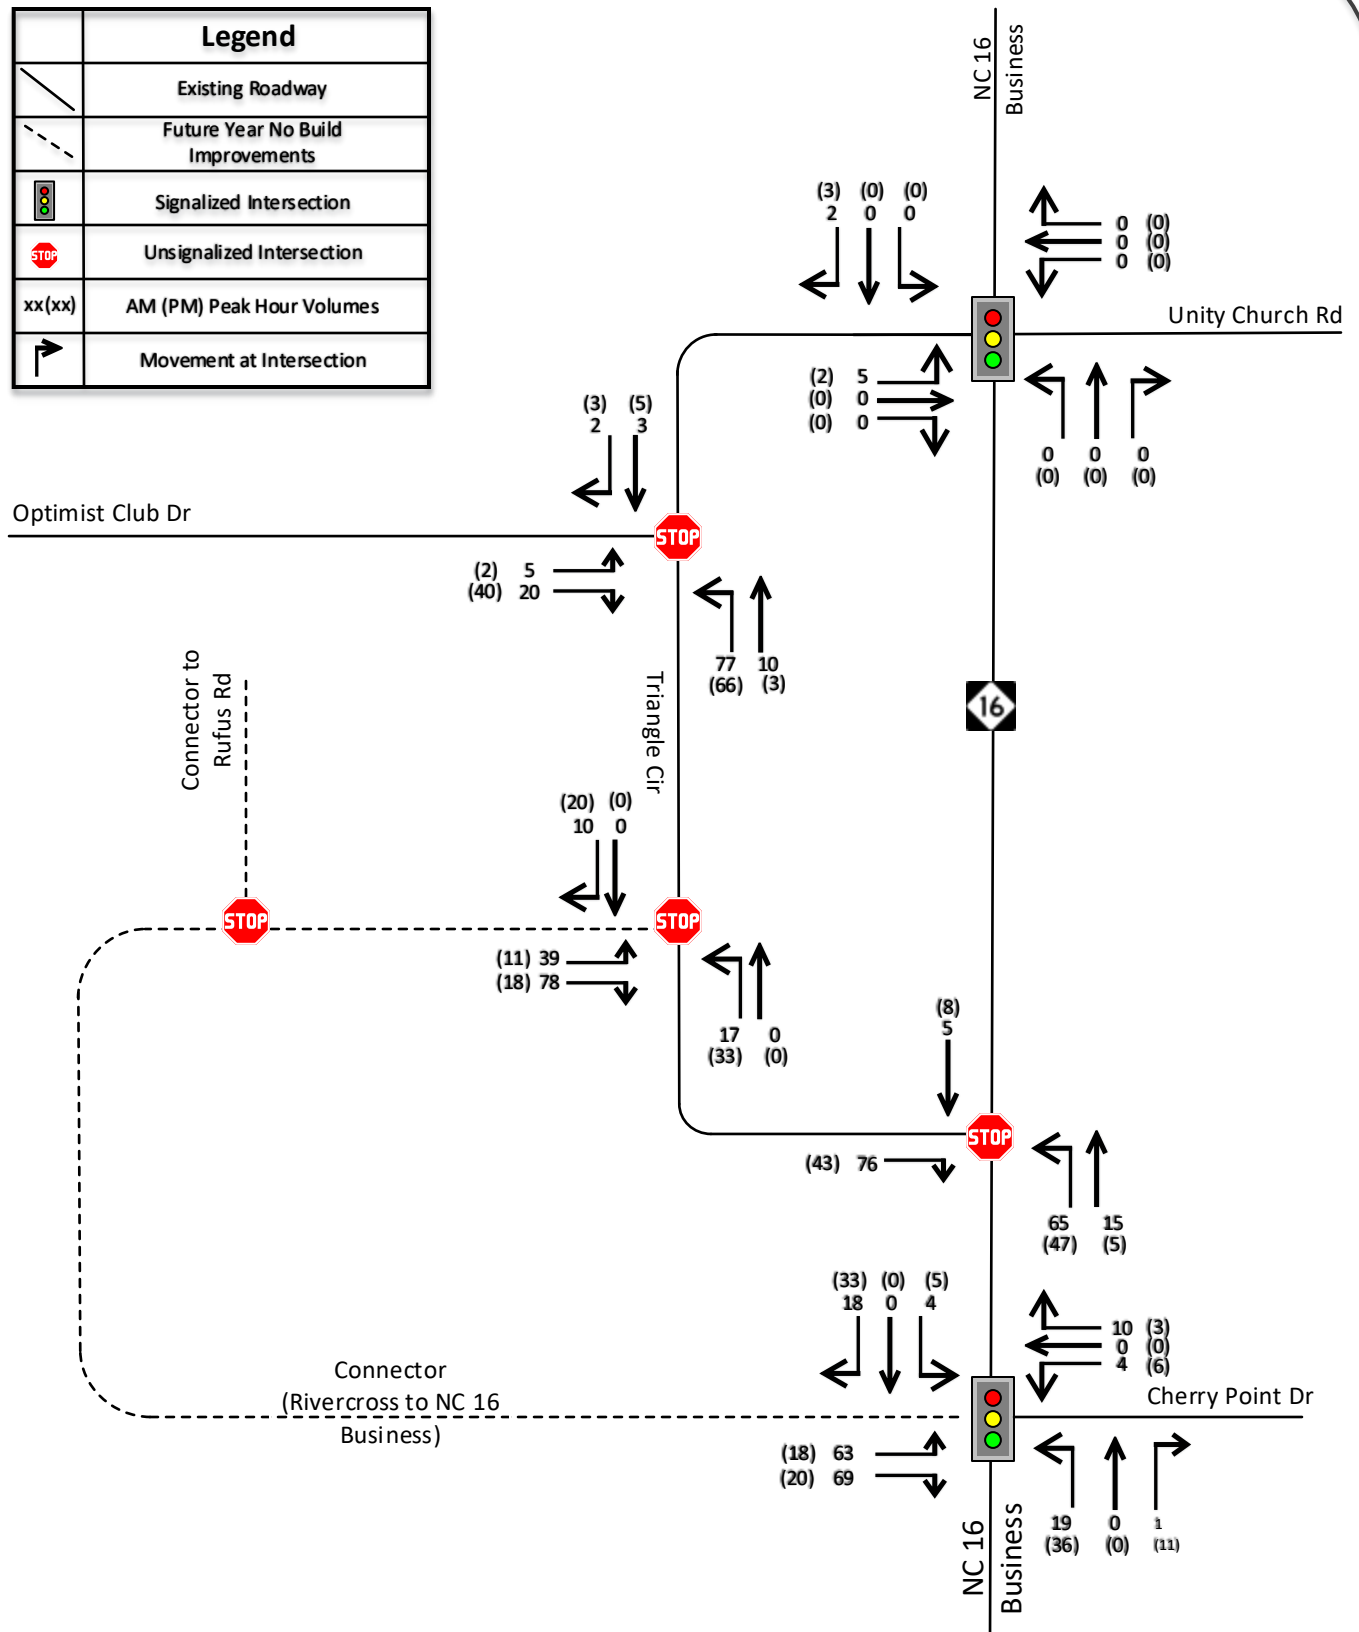 Legend
Existing Roadway
Future Year No Build
Improvements
Signalized Intersection
STOP
Unsignalized Intersection
xx(xx)
AM (PM) Peak Hour Volumes
Movement at Intersection
NC 16
Business
(3) (0) (0)
2 0 0
0 (0)
0 (0)
0 (0)
Unity Church Rd
(2) 5
(0) 0
(0) 0
0 0 0
(0) (0) (0)
(3) (5)
2 3
Optimist Club Dr
STOP
(2) 5
(40) 20
77 10
(66) (3)
Connector to
Rufus Rd
Triangle Cir
16
(20) (0)
10 0
STOP
STOP
(11) 39
(18) 78
17 0
(33) (0)
(8)
5
STOP
(43) 76
65 15
(47) (5)
(33) (0) (5)
18 0 4
10 (3)
0 (0)
4 (6)
Connector
(Rivercross to NC 16
Business)
Cherry Point Dr
(18) 63
(20) 69
19 0 1
(36) (0) (11)
NC 16
Business